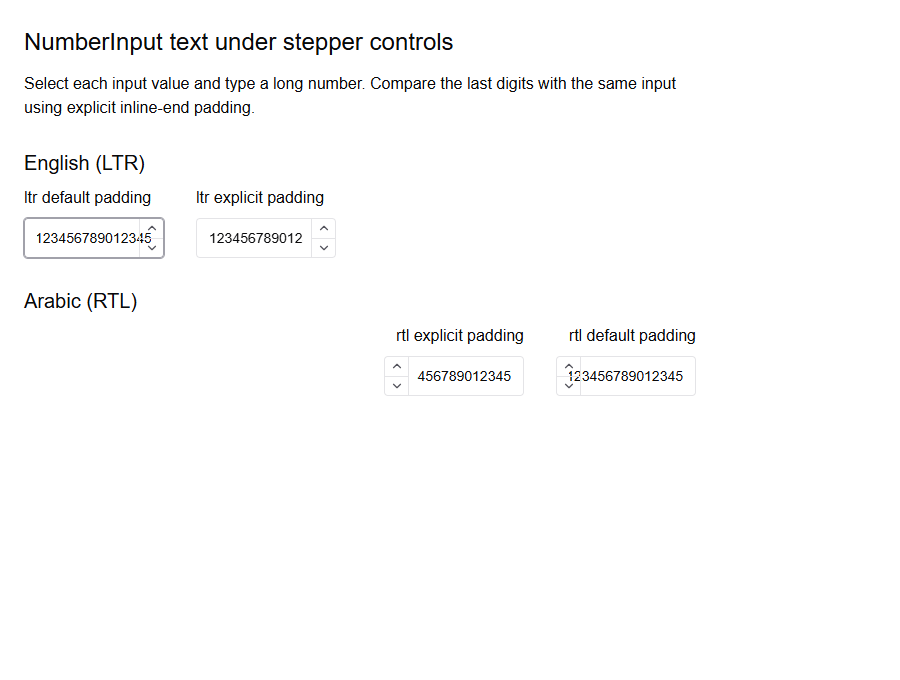 NumberInput text under stepper controls
Select each input value and type a long number. Compare the last digits with the same input
using explicit inline-end padding.
English (LTR)
ltr default padding
ltr explicit padding
123456789012345
123456789012
Arabic (RTL)
rtl explicit padding
rtl default padding
456789012345
123456789012345